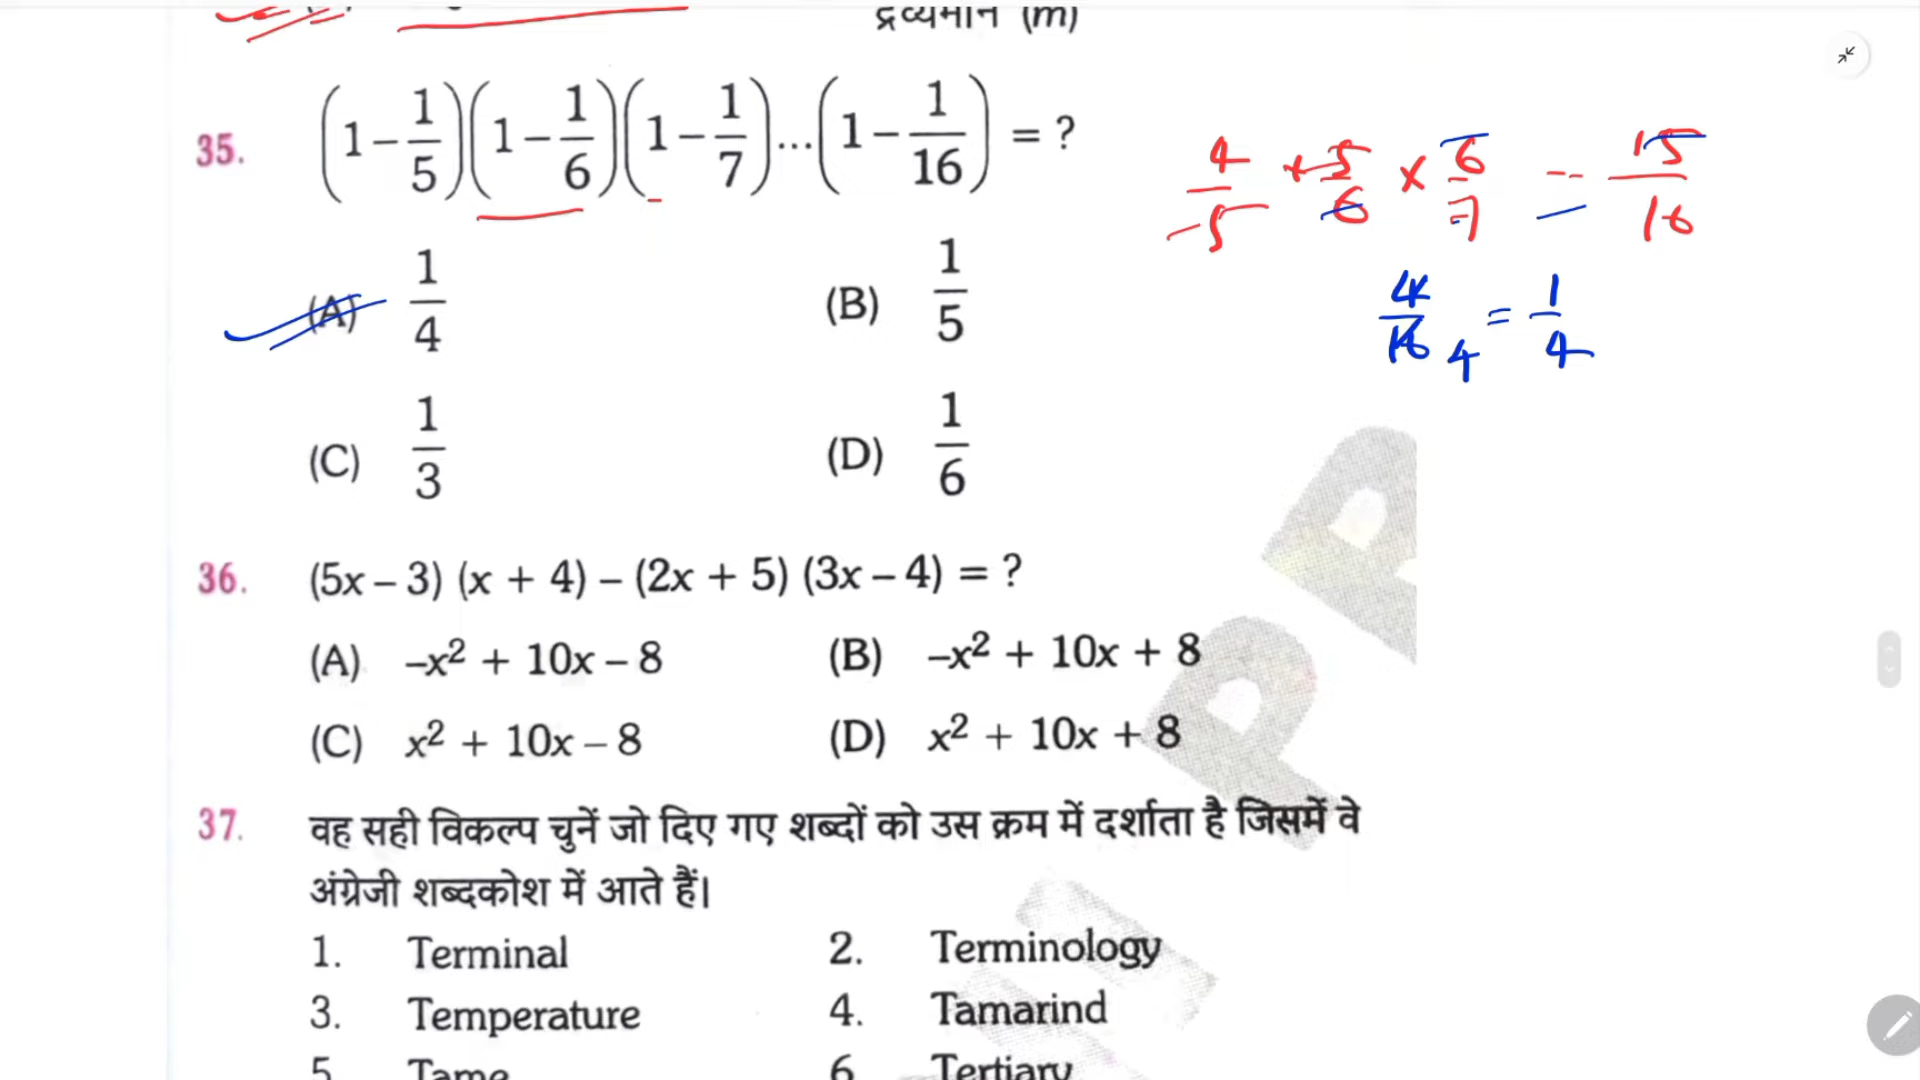 द्रव्यमान (m)
35. (1 – 1/5)(1 – 1/6)(1 – 1/7)...(1 – 1/16) = ?
4/5 × 5/6 × 6/7 -- 15/16
4/16 4 = 1/4
(A) 1/4 (B) 1/5
(C) 1/3 (D) 1/6
36. (5x – 3) (x + 4) – (2x + 5) (3x – 4) = ?
(A) –x² + 10x – 8 (B) –x² + 10x + 8
(C) x² + 10x – 8 (D) x² + 10x + 8
37. वह सही विकल्प चुनें जो दिए गए शब्दों को उस क्रम में दर्शाता है जिसमें वे
अंग्रेजी शब्दकोश में आते हैं।
1. Terminal 2. Terminology
3. Temperature 4. Tamarind
5. Tame 6. Tertiary